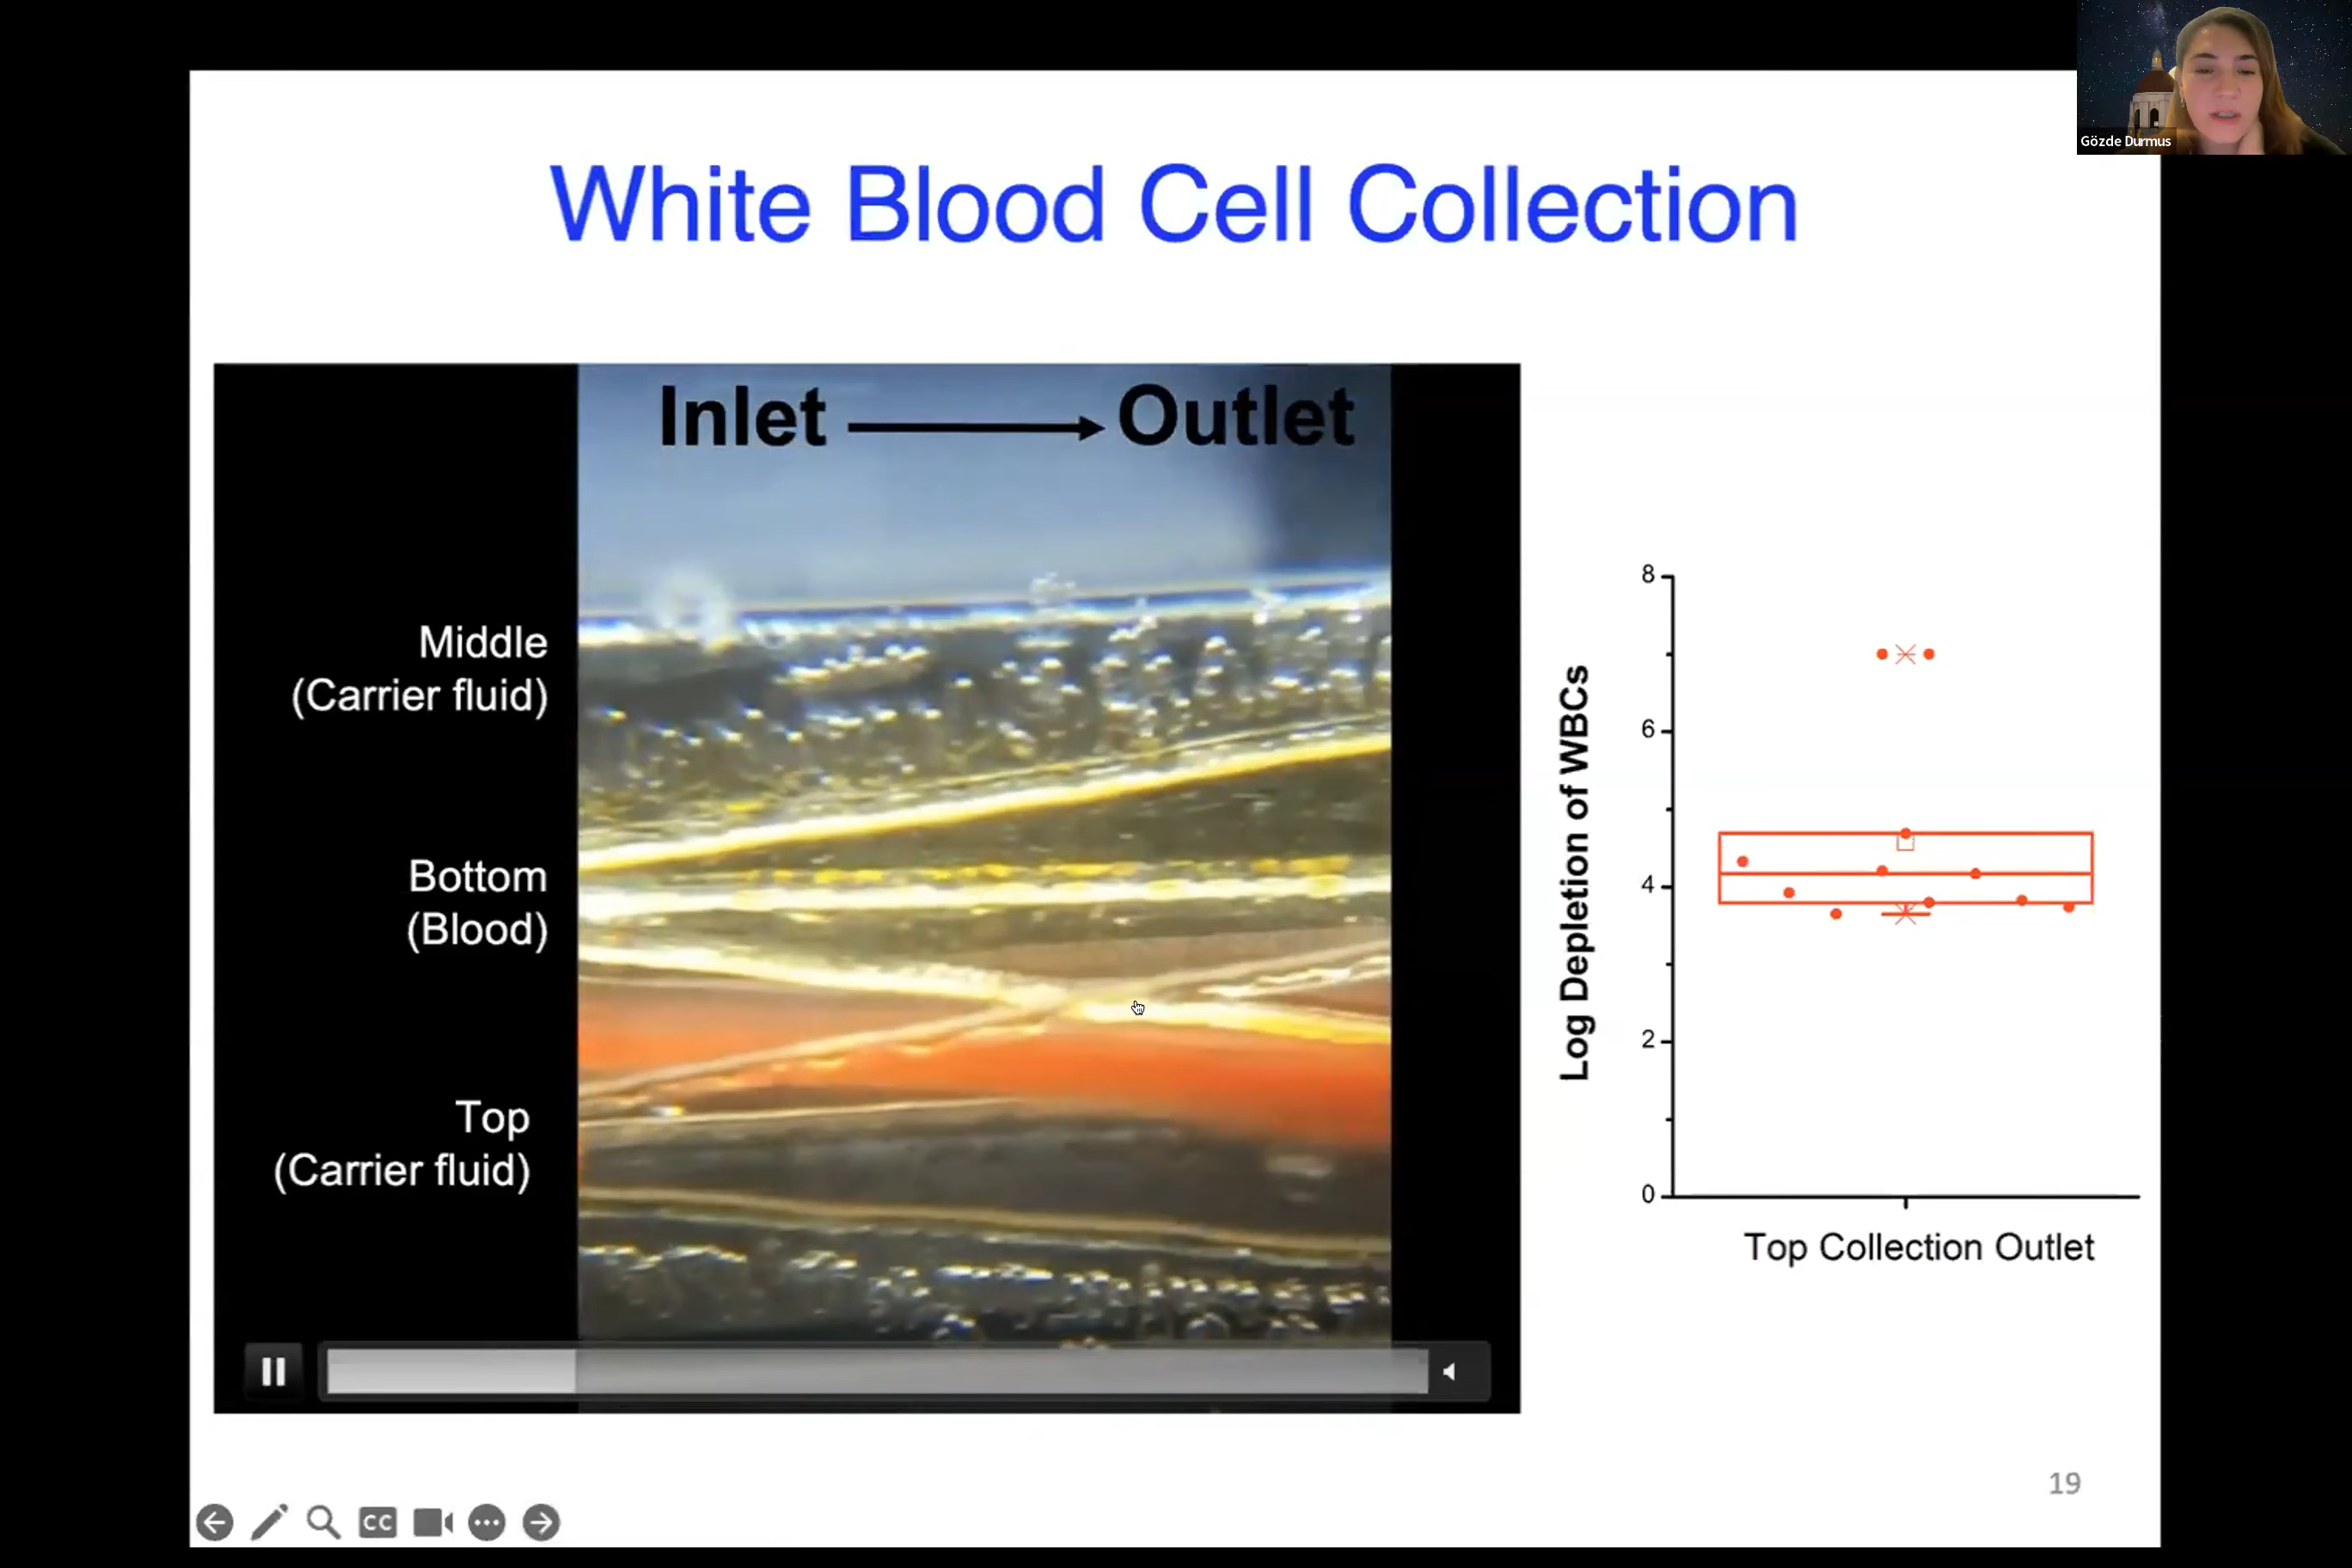 Gözde Durmus
White Blood Cell Collection
Inlet
Outlet
Middle
(Carrier fluid)
Bottom
(Blood)
Top
(Carrier fluid)
Log Depletion of WBCs
8
6
4
2
0
Top Collection Outlet
19
CC